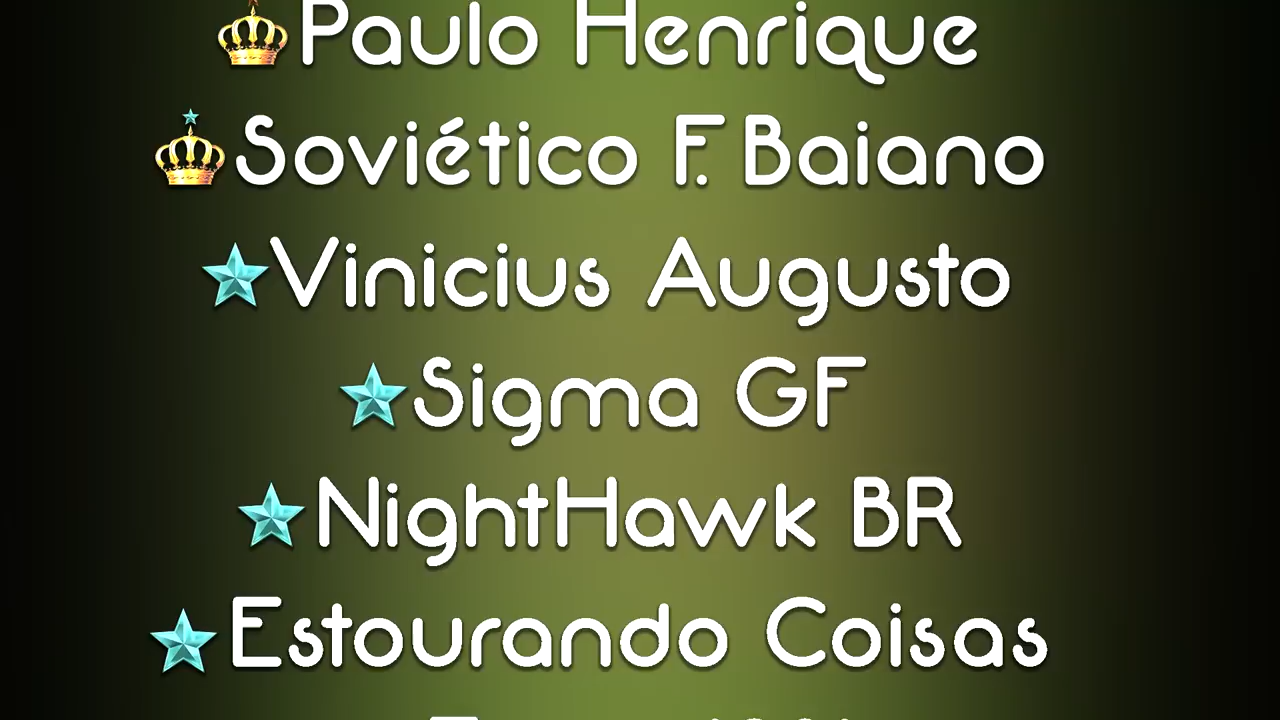 Paulo Henrique
Soviético F. Baiano
Vinicius Augusto
Sigma GF
NightHawk BR
Estourando Coisas